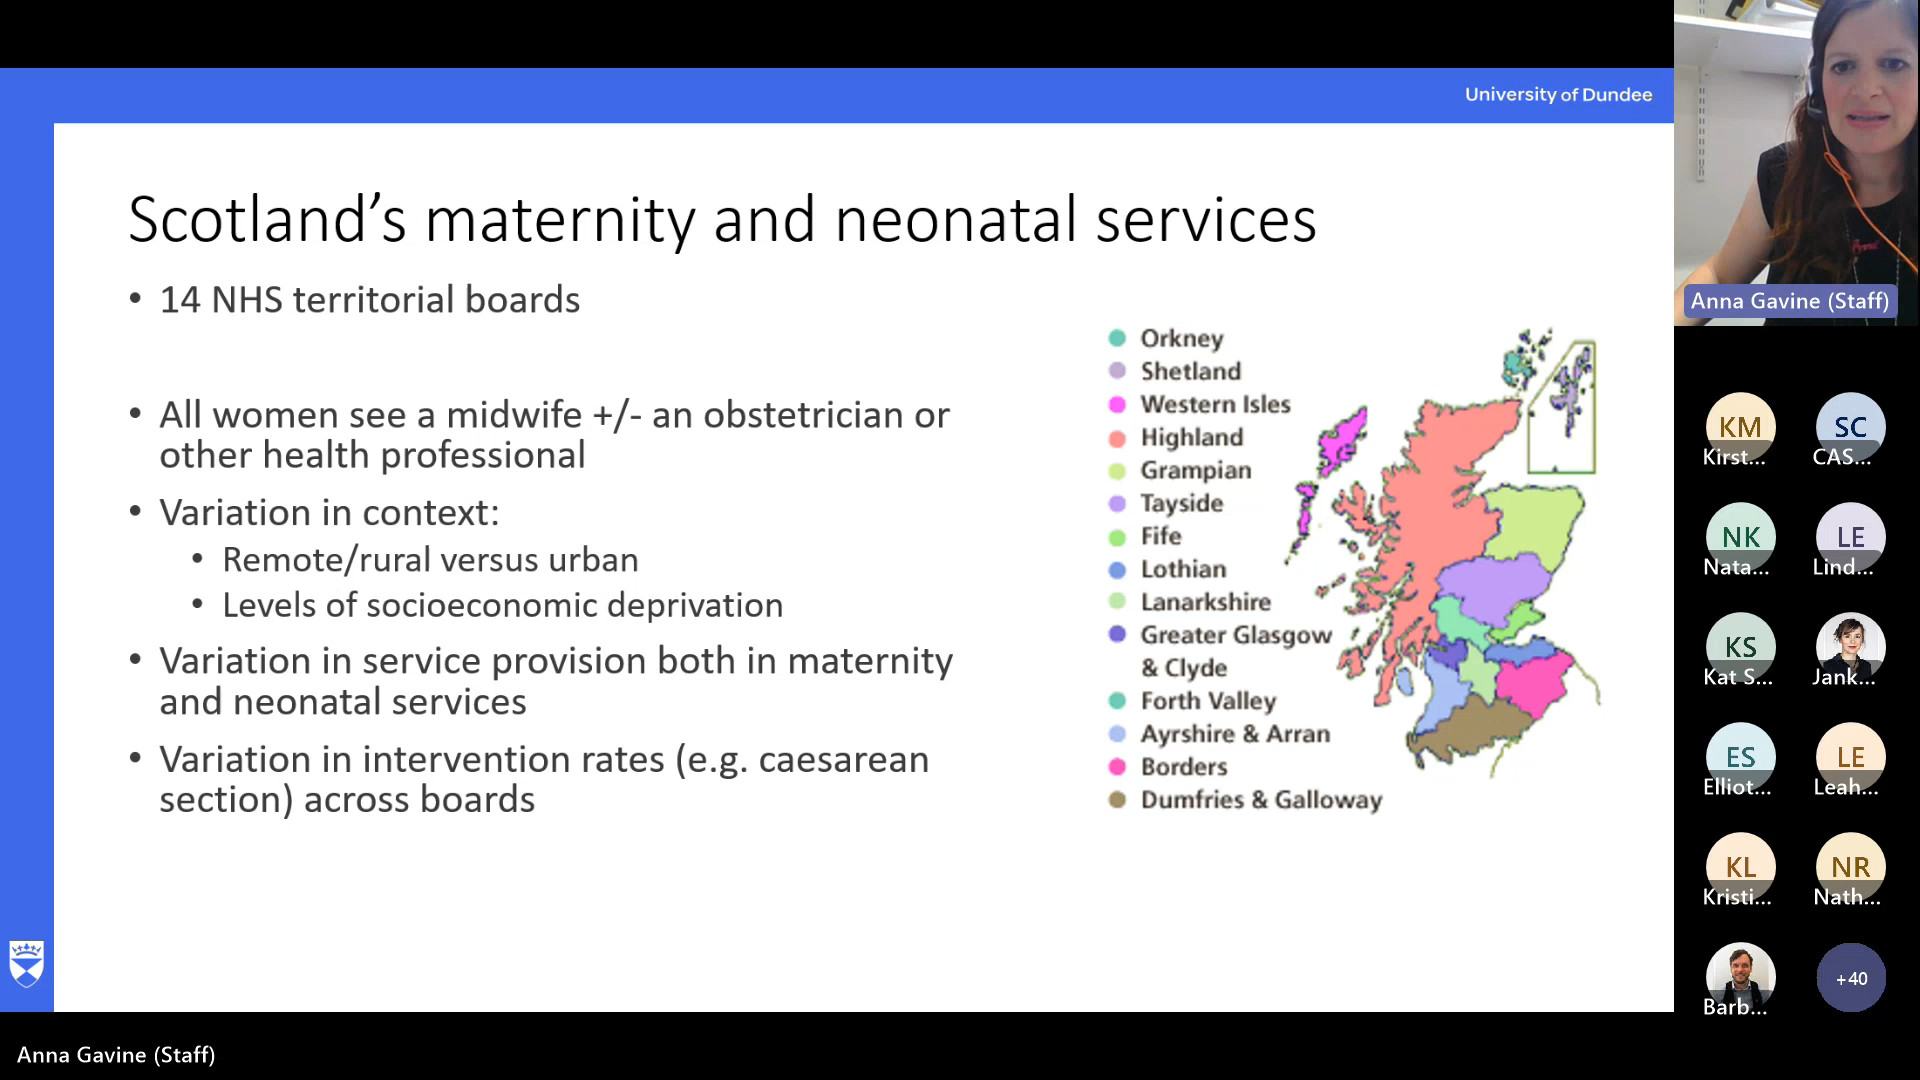 University of Dundee
Scotland’s maternity and neonatal services
• 14 NHS territorial boards
• All women see a midwife +/- an obstetrician or
other health professional
• Variation in context:
• Remote/rural versus urban
• Levels of socioeconomic deprivation
• Variation in service provision both in maternity
and neonatal services
• Variation in intervention rates (e.g. caesarean
section) across boards
Orkney
Shetland
Western Isles
Highland
Grampian
Tayside
Fife
Lothian
Lanarkshire
Greater Glasgow
& Clyde
Forth Valley
Ayrshire & Arran
Borders
Dumfries & Galloway
Anna Gavine (Staff)
KM
Kirst...
SC
CAS...
NK
Nata...
LE
Lind...
KS
Kat S...
Jank...
ES
Elliot...
LE
Leah...
KL
Kristi...
NR
Nath...
Barb...
+40
Anna Gavine (Staff)